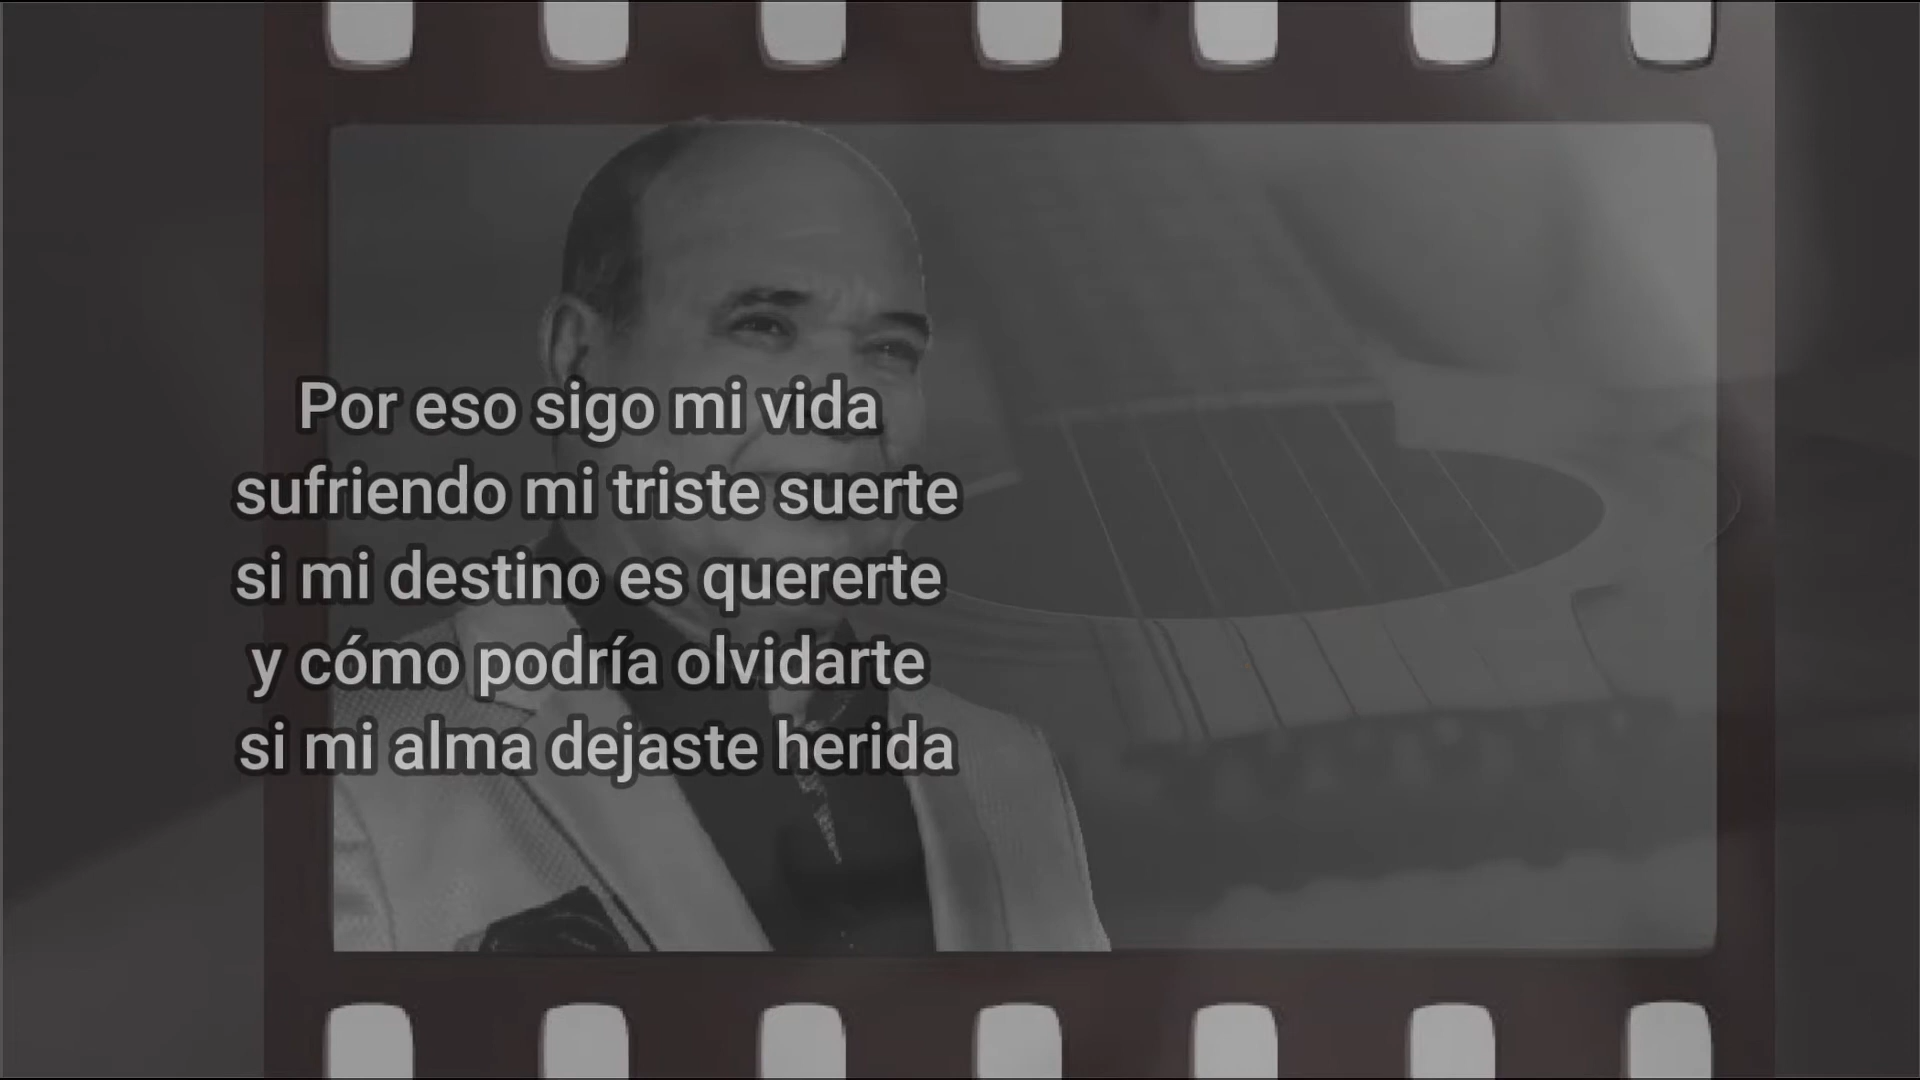 Por eso sigo mi vida
sufriendo mi triste suerte
si mi destino es quererte
y cómo podría olvidarte
si mi alma dejaste herida